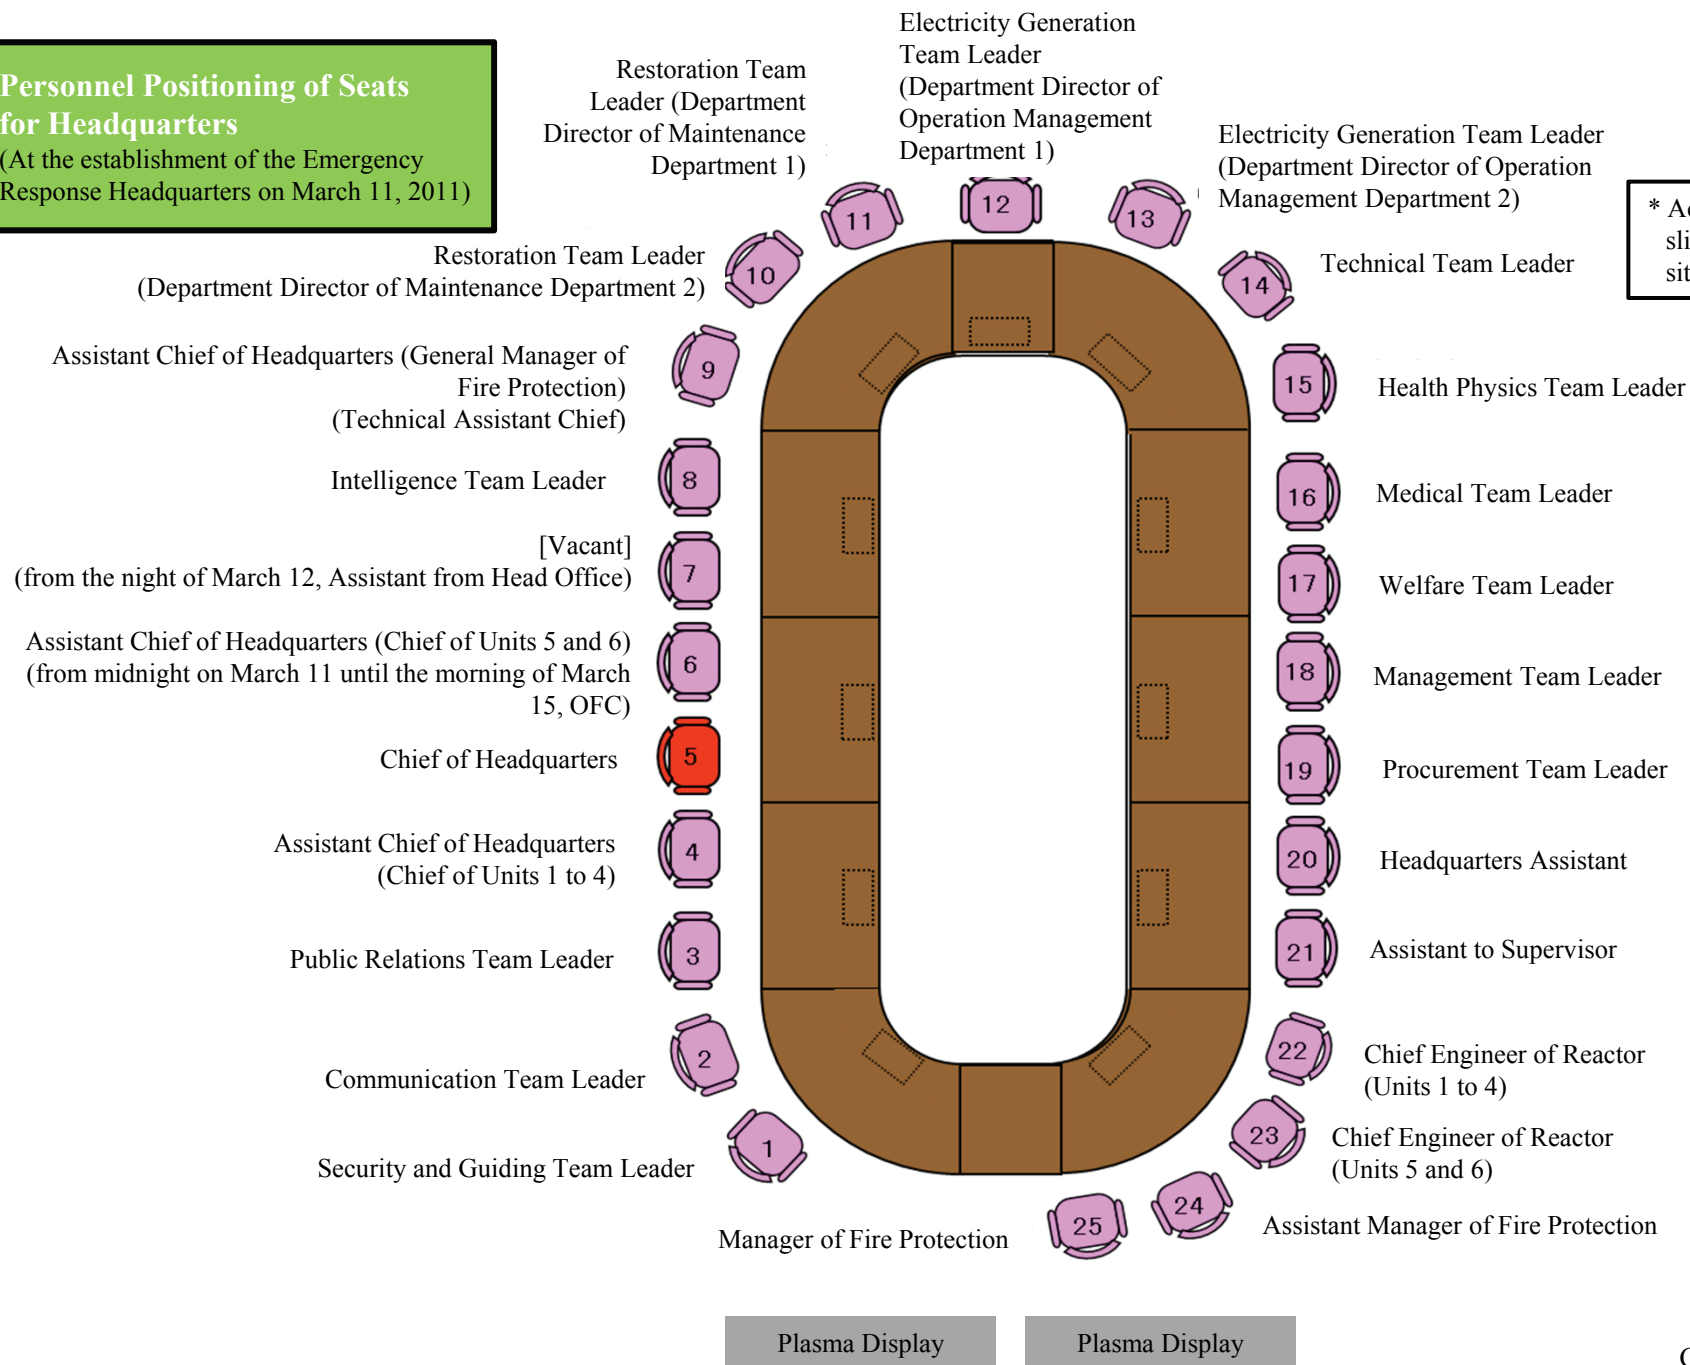 Personnel Positioning of Seats
for Headquarters
(At the establishment of the Emergency
Response Headquarters on March 11, 2011)
Restoration Team
Leader (Department
Director of Maintenance
Department 1)
Electricity Generation
Team Leader
(Department Director of
Operation Management
Department 1)
Electricity Generation Team Leader
(Department Director of Operation
Management Department 2)
*
Restoration Team Leader
(Department Director of Maintenance Department 2)
Technical Team Leader
Assistant Chief of Headquarters (General Manager of
Fire Protection)
(Technical Assistant Chief)
Health Physics Team Leader
Intelligence Team Leader
Medical Team Leader
[Vacant]
(from the night of March 12, Assistant from Head Office)
Welfare Team Leader
Assistant Chief of Headquarters (Chief of Units 5 and 6)
(from midnight on March 11 until the morning of March
15, OFC)
Management Team Leader
Chief of Headquarters
Procurement Team Leader
Assistant Chief of Headquarters
(Chief of Units 1 to 4)
Headquarters Assistant
Public Relations Team Leader
Assistant to Supervisor
Communication Team Leader
Chief Engineer of Reactor
(Units 1 to 4)
Security and Guiding Team Leader
Chief Engineer of Reactor
(Units 5 and 6)
Manager of Fire Protection
Assistant Manager of Fire Protection
1
2
3
4
5
6
7
8
9
10
11
12
13
14
15
16
17
18
19
20
21
22
23
24
25
Plasma Display
Plasma Display